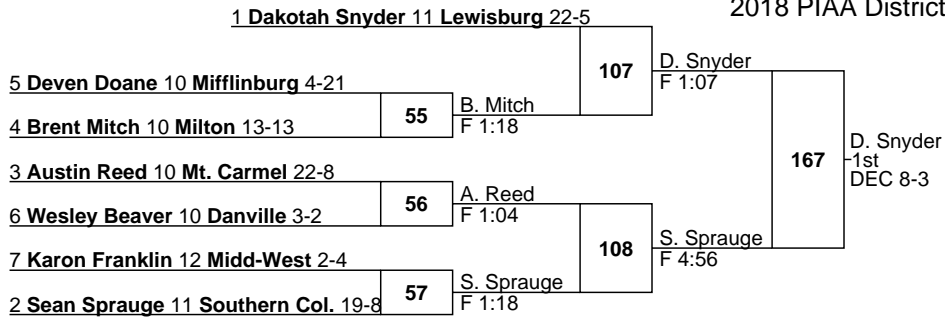 2018 PIAA District
1 Dakotah Snyder 11 Lewisburg 22-5
107
D. Snyder
F 1:07
5 Deven Doane 10 Mifflinburg 4-21
55
B. Mitch
F 1:18
4 Brent Mitch 10 Milton 13-13
167
D. Snyder
1st
DEC 8-3
3 Austin Reed 10 Mt. Carmel 22-8
56
A. Reed
F 1:04
6 Wesley Beaver 10 Danville 3-2
108
S. Sprauge
F 4:56
7 Karon Franklin 12 Midd-West 2-4
57
S. Sprauge
F 1:18
2 Sean Sprauge 11 Southern Col. 19-8